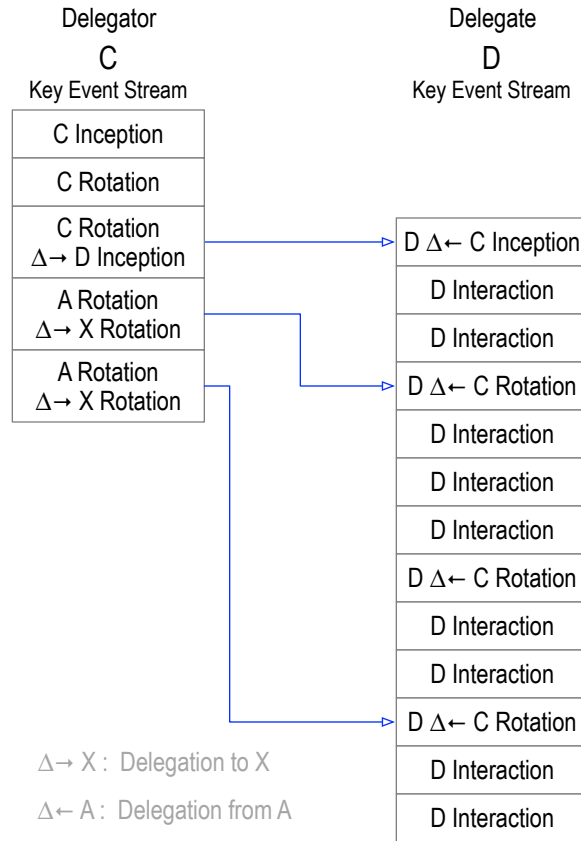 Delegator
C
Key Event Stream
C Inception
C Rotation
C Rotation
Δ→ D Inception
A Rotation
Δ→ X Rotation
A Rotation
Δ→ X Rotation
Delegate
D
Key Event Stream
D Δ← C Inception
D Interaction
D Interaction
D Δ← C Rotation
D Interaction
D Interaction
D Interaction
D Δ← C Rotation
D Interaction
D Interaction
D Δ← C Rotation
D Interaction
D Interaction
Δ→ X : Delegation to X
Δ← A : Delegation from A